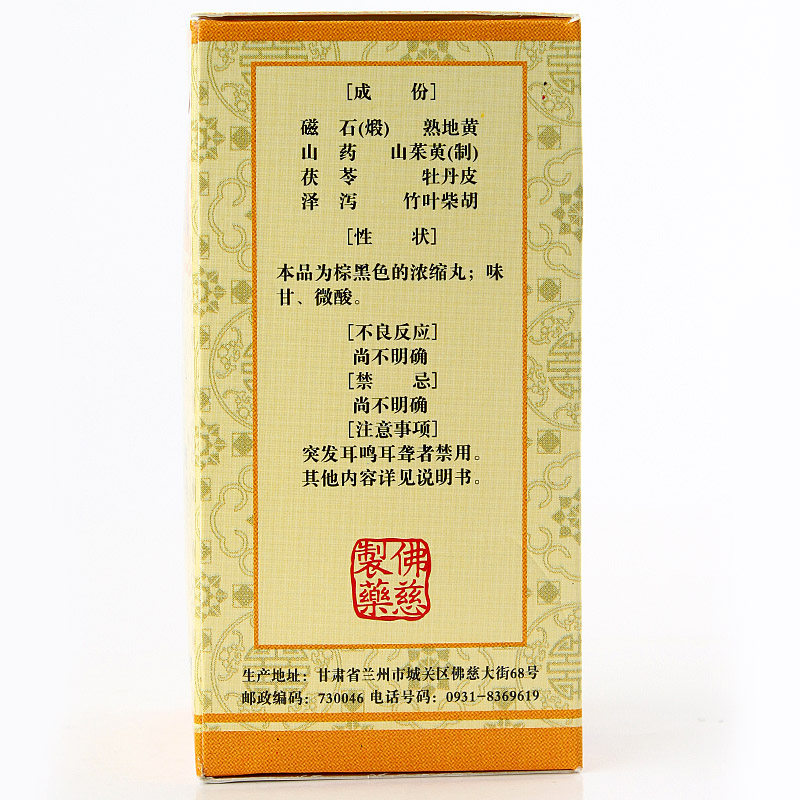 [成 份]
磁 石(煅) 熟地黄
山 药 山茱萸(制)
茯 苓 牡丹皮
泽 泻 竹叶柴胡
[性 状]
本品为棕黑色的浓缩丸；味
甘、微酸。
[不良反应]
尚不明确
[禁 忌]
尚不明确
[注意事项]
突发耳鸣耳聋者禁用。
其他内容详见说明书。
佛慈
製藥
生产地址：甘肃省兰州市城关区佛慈大街68号
邮政编码：730046 电话号码：0931-8369619